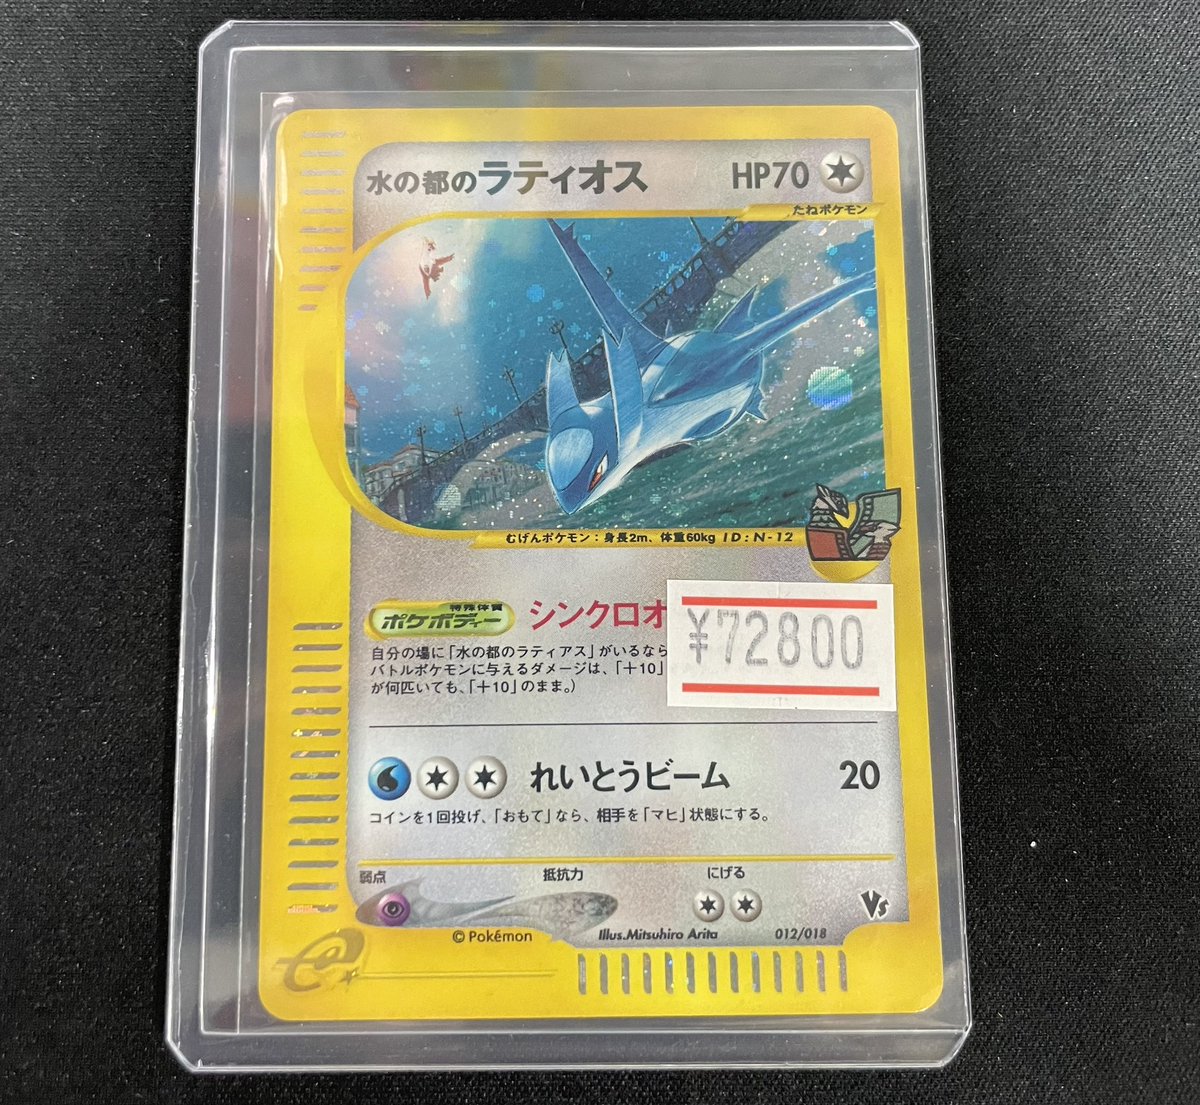 水の都のラティオス HP70
たねポケモン
むげんポケモン：身長2m、体重60kg ID:N-12
特殊体質
ポケボディー シンクロオ
¥72800
自分の場に「水の都のラティアス」がいるなら
バトルポケモンに与えるダメージは、「+10」
が何匹いても、「+10」のまま。）
れいとうビーム 20
コインを1回投げ、「おもて」なら、相手を「マヒ」状態にする。
弱点 抵抗力 にげる
Vs
©Pokémon Illus.Mitsuhiro Arita 012/018
e